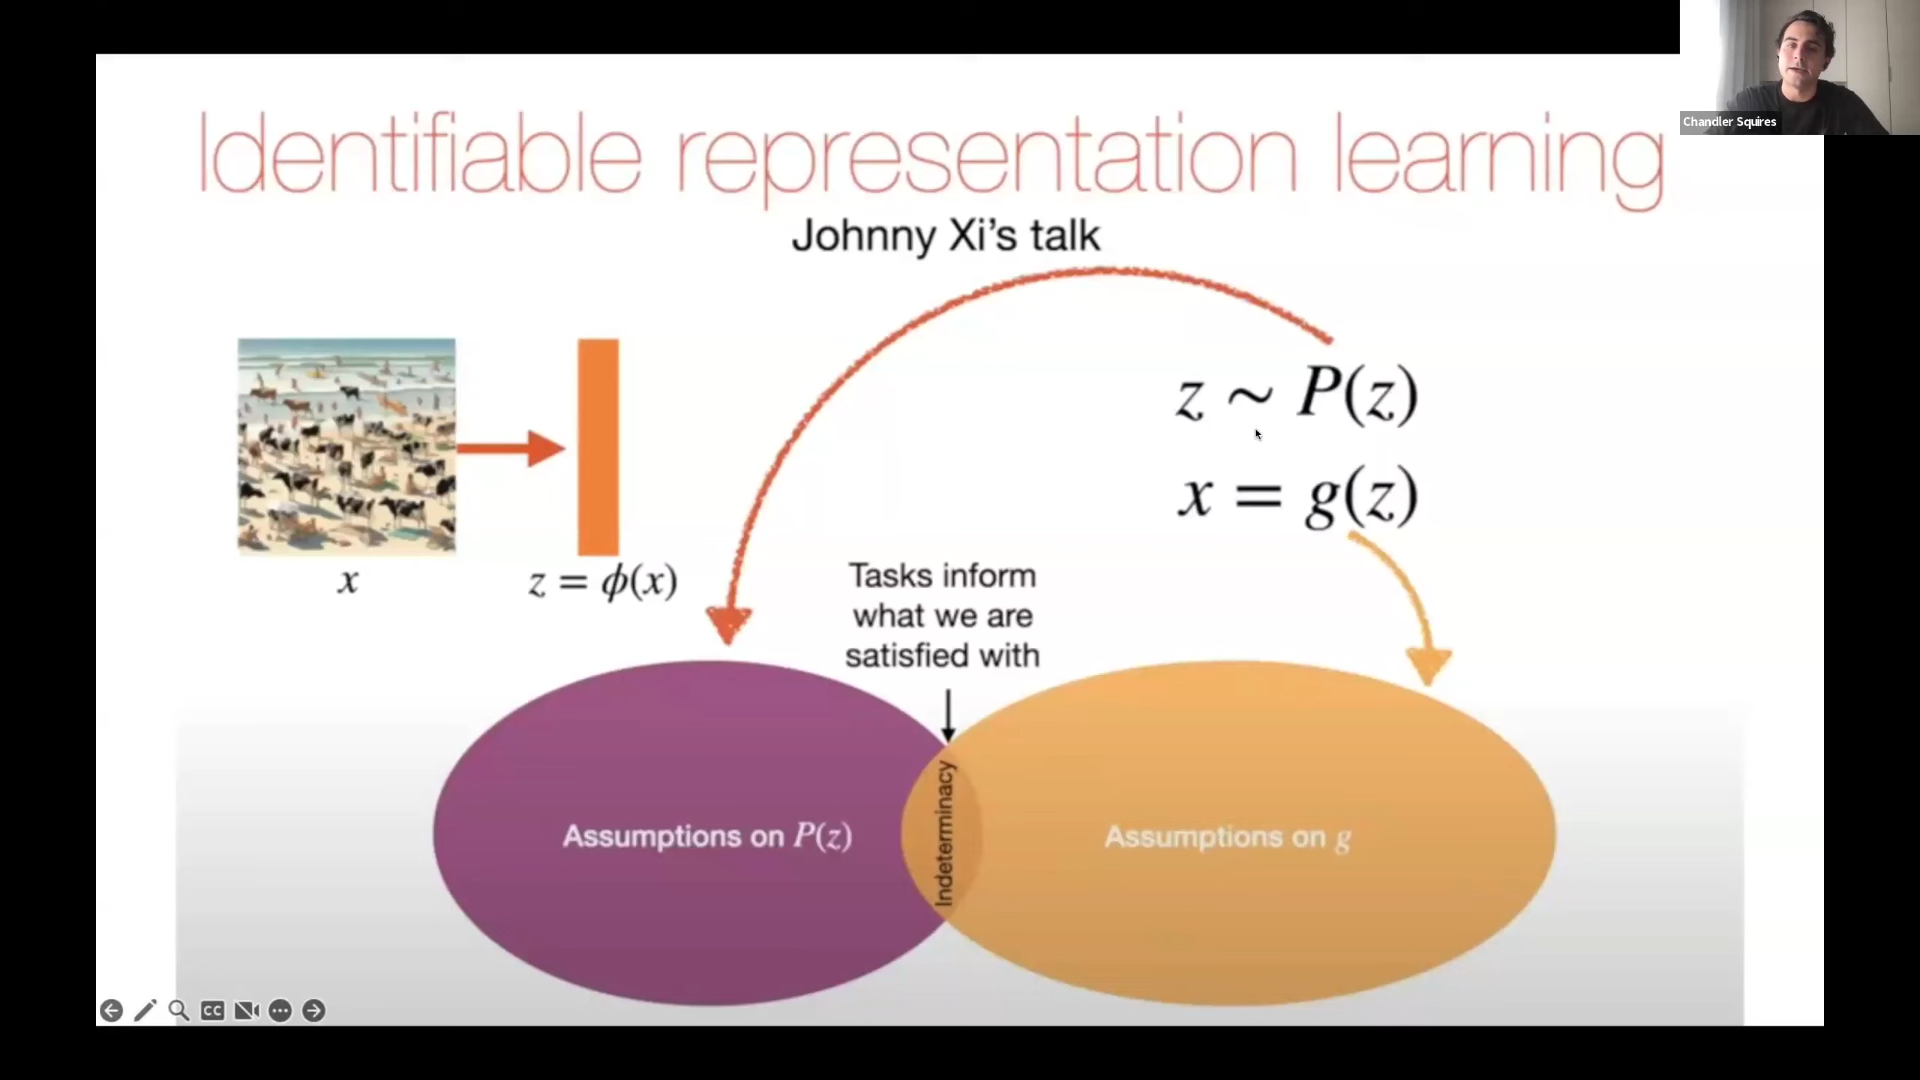 Chandler Squires
Identifiable representation learning
Johnny Xi's talk
z ~ P(z)
x = g(z)
x
z = ϕ(x)
Tasks inform
what we are
satisfied with
Assumptions on P(z)
Indeterminacy
Assumptions on g
CC